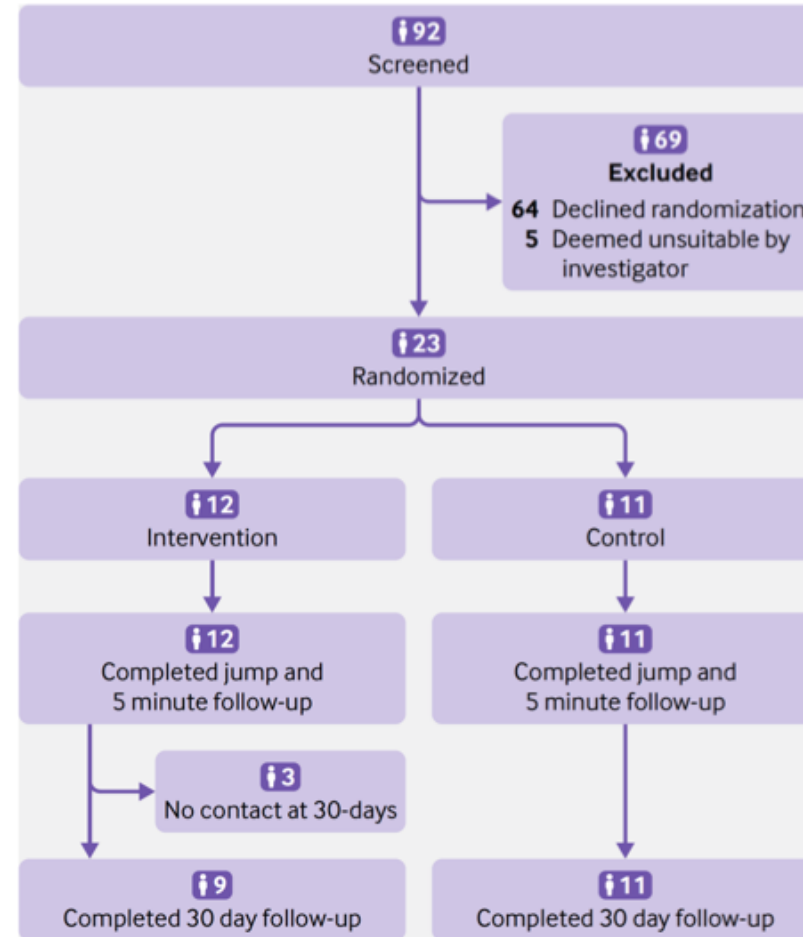 92
Screened
69
Excluded
64 Declined randomization
5 Deemed unsuitable by
investigator
23
Randomized
12
Intervention
11
Control
12
Completed jump and
5 minute follow-up
11
Completed jump and
5 minute follow-up
3
No contact at 30-days
9
Completed 30 day follow-up
11
Completed 30 day follow-up